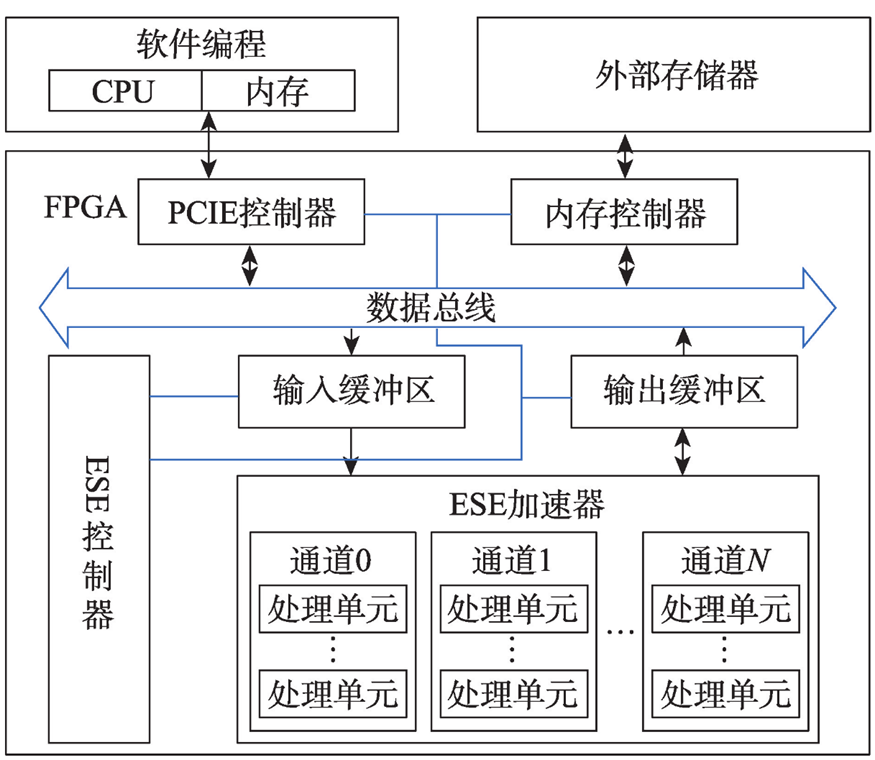 软件编程
CPU 内存
外部存储器
FPGA
PCIE控制器
内存控制器
数据总线
输入缓冲区
输出缓冲区
ESE控制器
ESE加速器
通道0
处理单元
⋮
处理单元
通道1
处理单元
⋮
处理单元
…
通道N
处理单元
⋮
处理单元